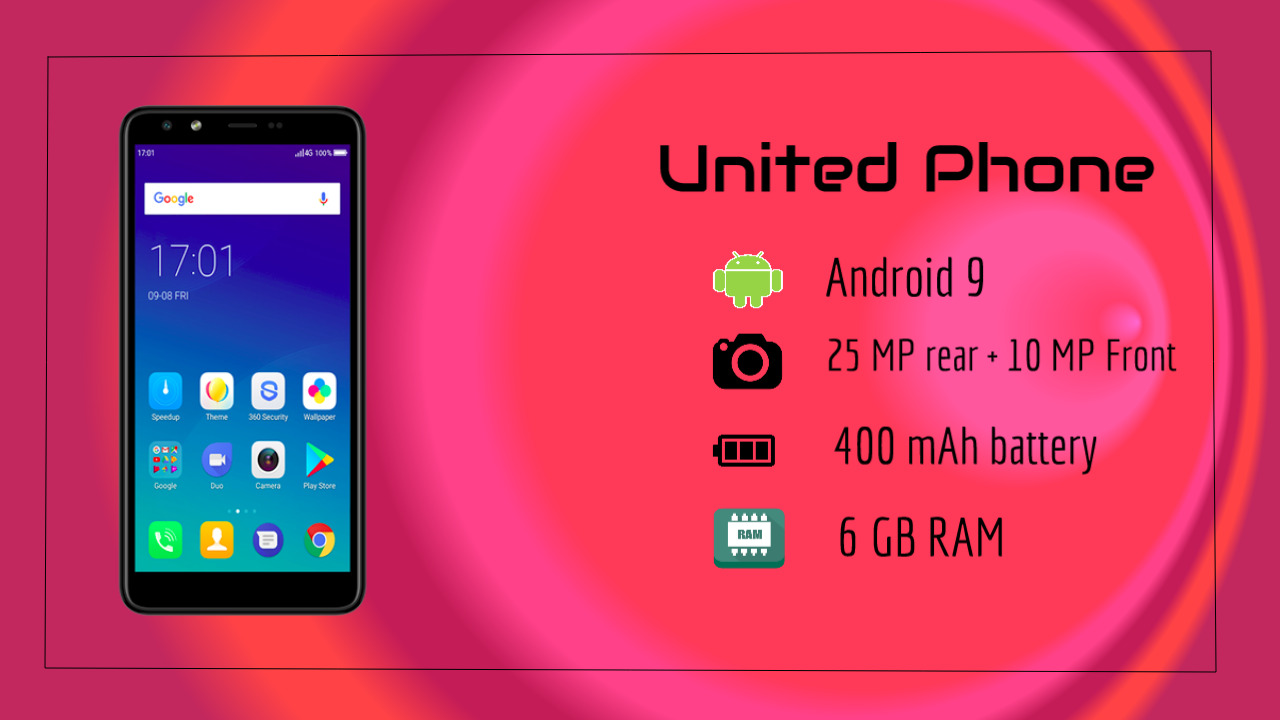 United Phone
Android 9
25 MP rear + 10 MP Front
400 mAh battery
RAM
6 GB RAM
17:01
4G 100%
Google
17:01
09-08 FRI
Speedup Theme 360 Security Wallpaper
Google Duo Camera Play Store